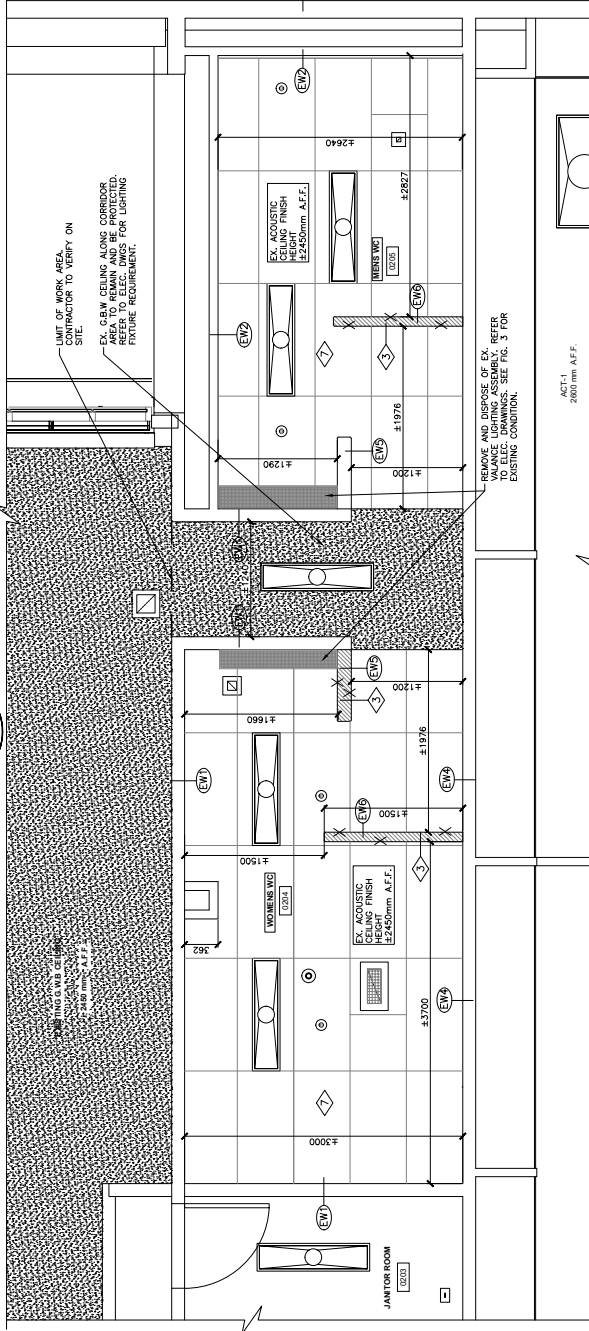 LIMIT OF WORK AREA.
CONTRACTOR TO VERIFY ON
SITE.
EX. G.B.W CEILING ALONG CORRIDOR
AREA TO REMAIN AND BE PROTECTED.
REFER TO ELEC. DWGS FOR LIGHTING
FIXTURE REQUIREMENT.
EW2
±2640
±2827
EX. ACOUSTIC
CEILING FINISH
HEIGHT
±2450mm A.F.F.
MENS WC
0205
EW2
EW6
7
3
±1976
±1290
EW5
±1200
REMOVE AND DISPOSE OF EX.
VALANCE LIGHTING ASSEMBLY. REFER
TO ELEC. DRAWINGS. SEE FIG. 3 FOR
EXISTING CONDITION.
ACT-1
2600 mm A.F.F.
±1660
EW5
3
±1200
±1976
EW1
EW4
EW6
±1500
±1500
3
WOMENS WC
0204
362
EX. ACOUSTIC
CEILING FINISH
HEIGHT
±2450mm A.F.F.
EW4
±3700
7
±3000
EW1
EXISTING G.W.B CEILING
JANITOR ROOM
0203